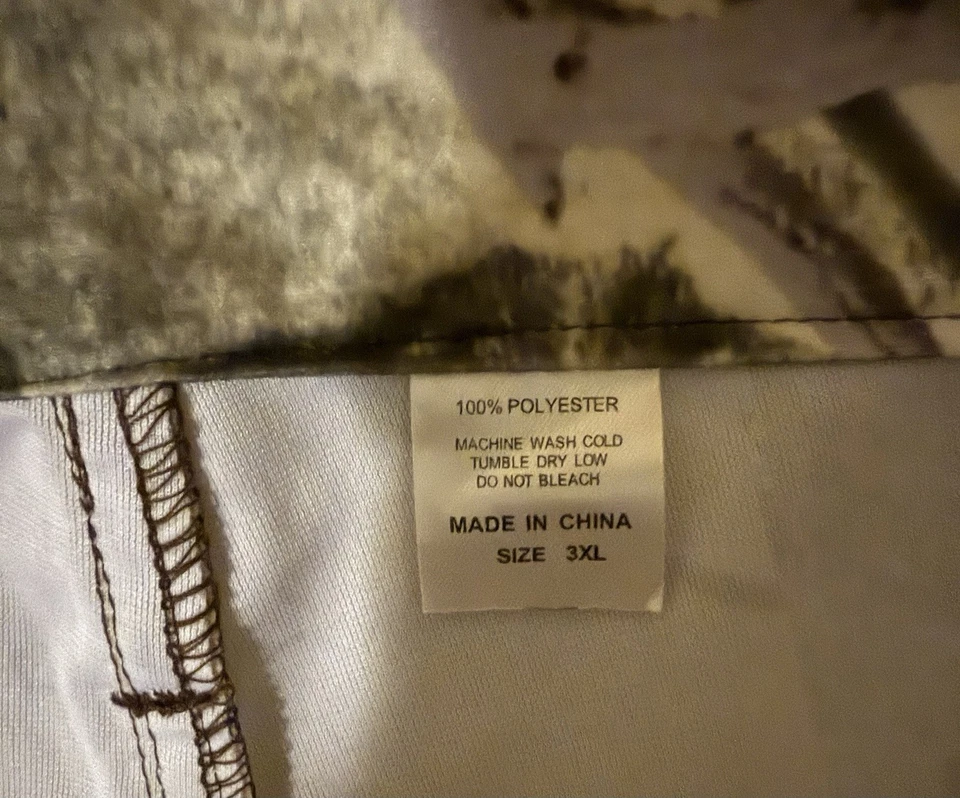 100% POLYESTER
MACHINE WASH COLD
TUMBLE DRY LOW
DO NOT BLEACH
MADE IN CHINA
SIZE 3XL